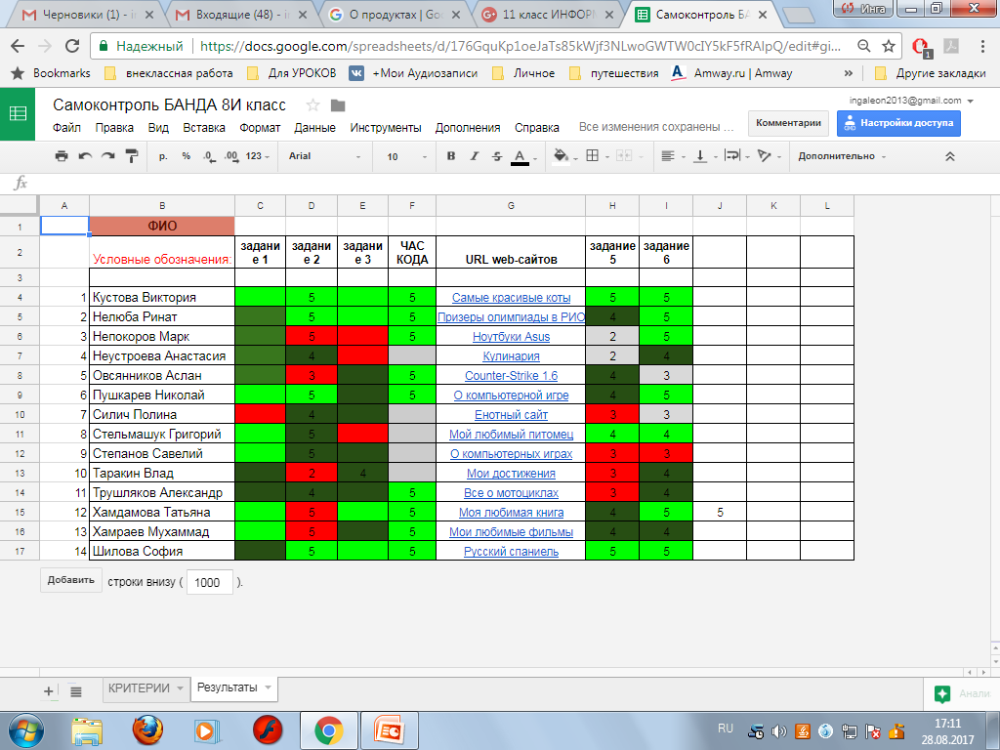 Черновики (1) - i
Входящие (48) - i
О продуктах | Goo
11 класс ИНФОРМ
Самоконтроль БА
Инга
Надежный
https://docs.google.com/spreadsheets/d/
Bookmarks
внеклассная работа
Для УРОКОВ
+Мои Аудиозаписи
Личное
путешествия
Amway.ru | Amway
»
Другие закладки
Самоконтроль БАНДА 8И класс
ingaleon2013@gmail.com
Файл Правка Вид Вставка Формат Данные Инструменты Дополнения Справка Все изменения сохранены ...
Комментарии
Настройки доступа
р. % .0 .00 123 Arial 10 B I S A Дополнительно
fx
A B C D E F G H I J K L
1 ФИО
2 Условные обозначения: задание 1 задание 2 задание 3 ЧАС КОДА URL web-сайтов задание 5 задание 6
3
4 1 Кустова Виктория 5 5 Самые красивые коты 5 5
5 2 Нелюба Ринат 5 5 Призеры олимпиады в РИО 4 5
6 3 Непокоров Марк 5 5 Ноутбуки Asus 2 5
7 4 Неустроева Анастасия 4 Кулинария 2 4
8 5 Овсянников Аслан 3 5 Counter-Strike 1.6 4 3
9 6 Пушкарев Николай 5 5 О компьютерной игре 4 5
10 7 Силич Полина 4 Енотный сайт 3 3
11 8 Стельмашук Григорий 5 Мой любимый питомец 4 4
12 9 Степанов Савелий 5 О компьютерных играх 3 3
13 10 Таракин Влад 2 4 Мои достижения 3 4
14 11 Трушляков Александр 4 5 Все о мотоциклах 3 4
15 12 Хамдамова Татьяна 5 5 Моя любимая книга 4 5 5
16 13 Хамраев Мухаммад 5 5 Мои любимые фильмы 4 4
17 14 Шилова София 5 5 Русский спаниель 5 5
Добавить строки внизу ( 1000 ).
КРИТЕРИИ
Результаты
Анали
RU
17:11
28.08.2017